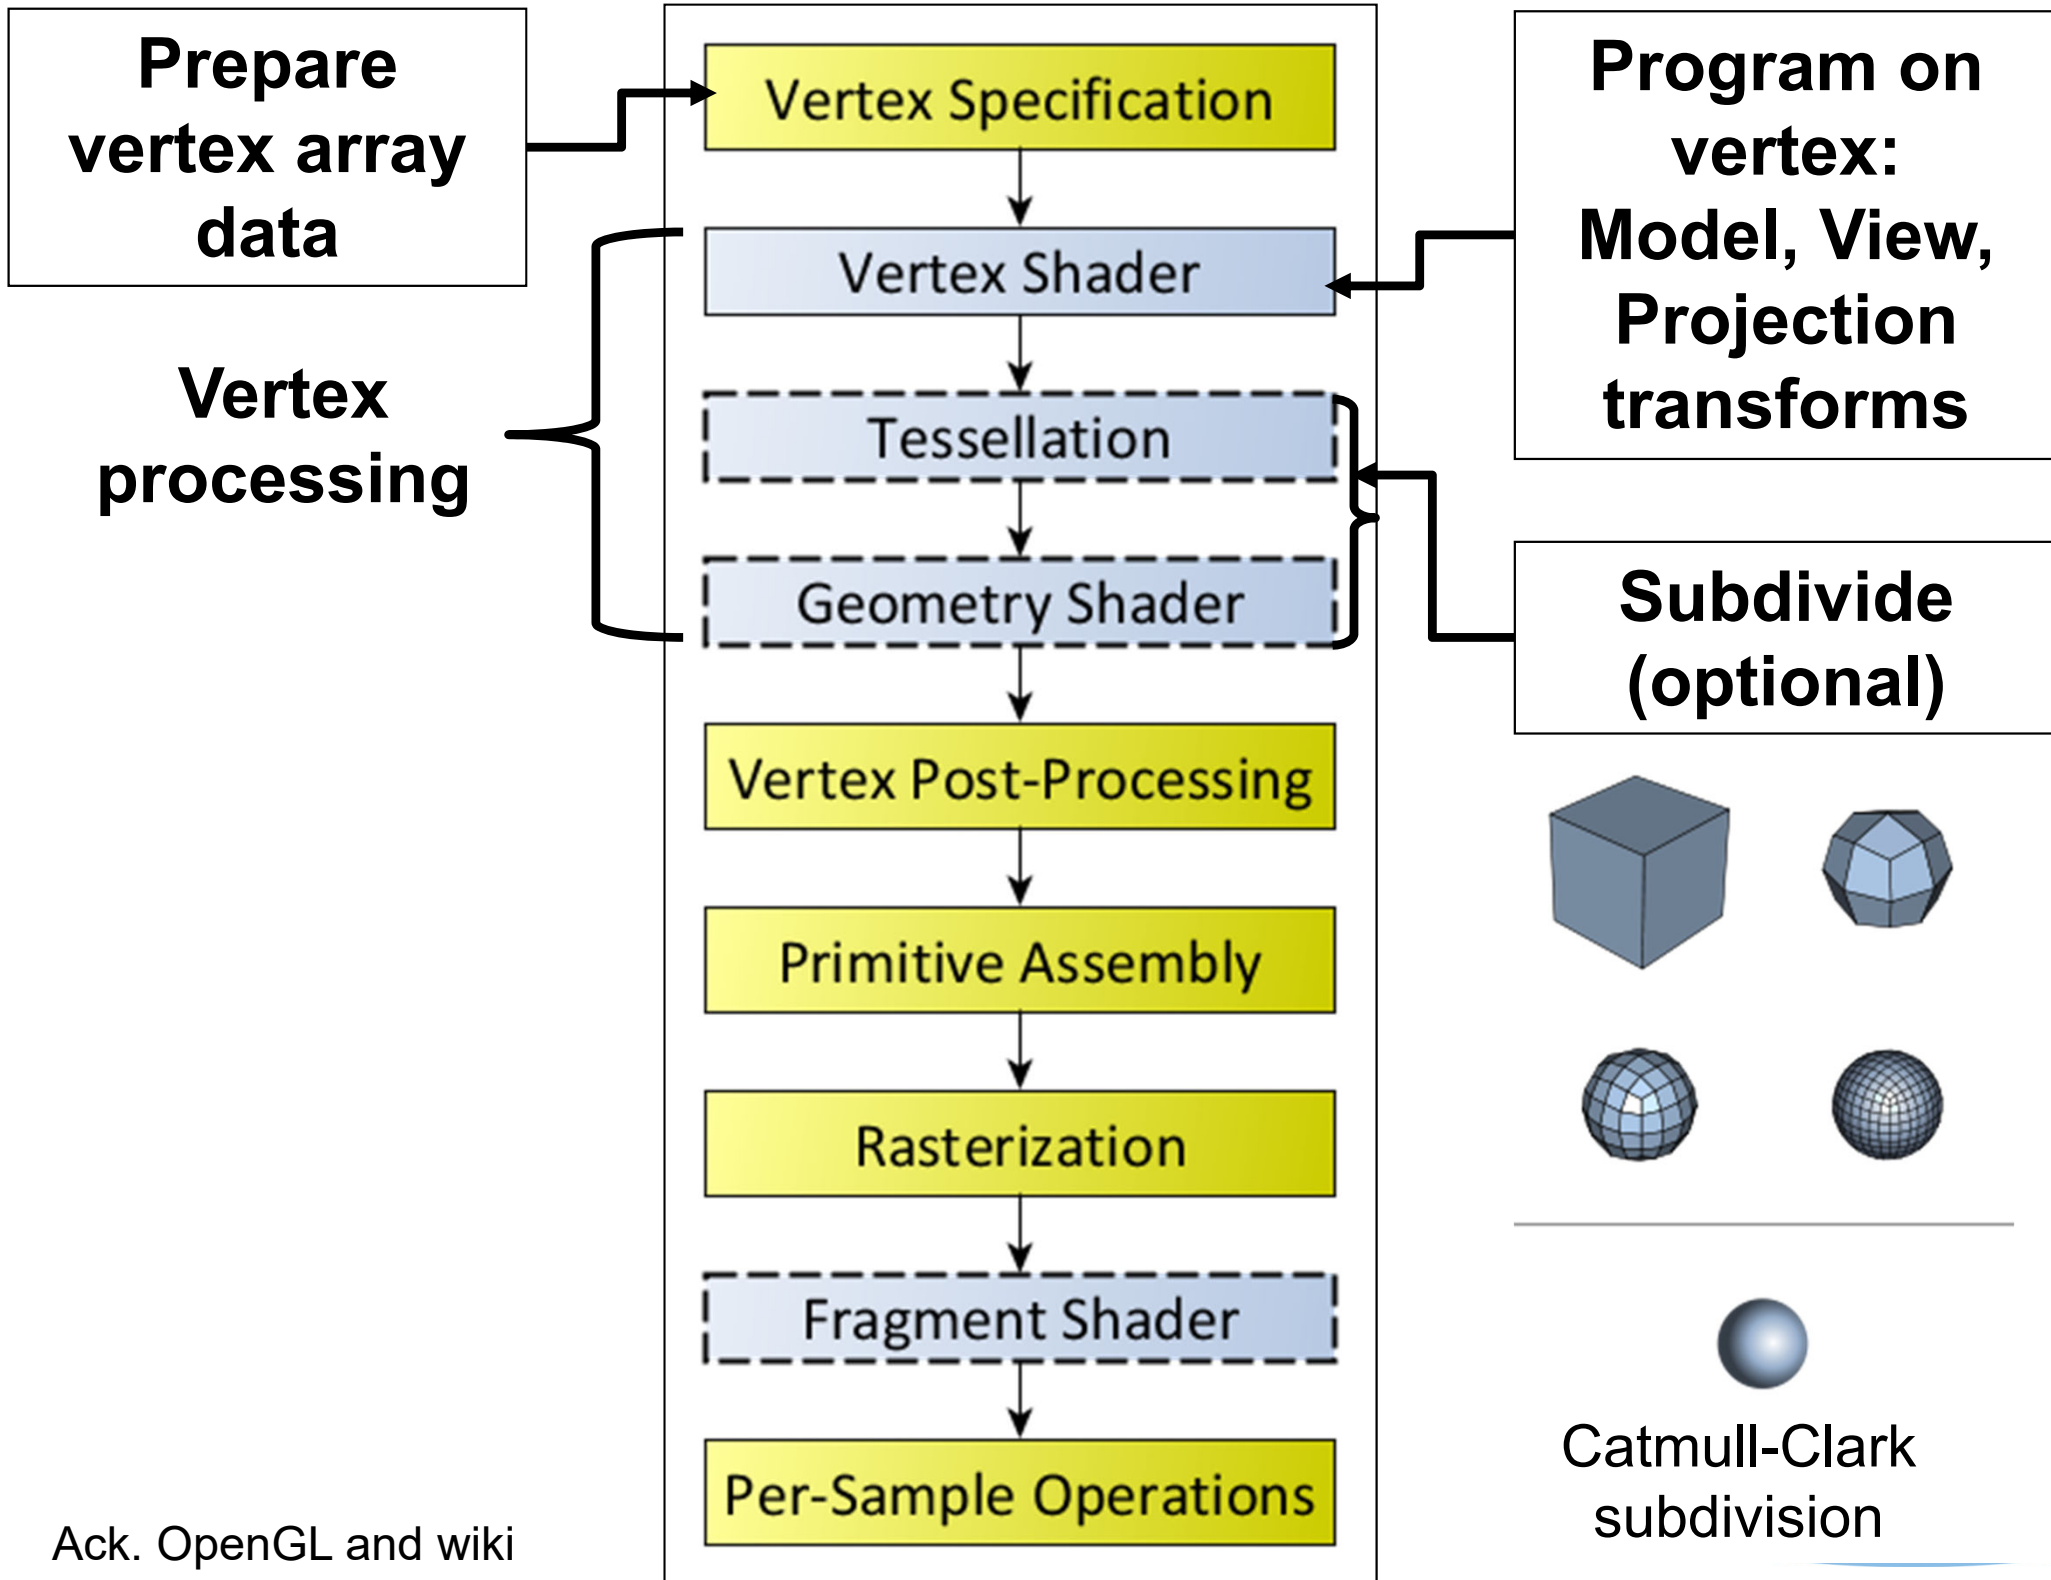 Prepare
vertex array
data
Vertex
processing
Vertex Specification
Vertex Shader
Tessellation
Geometry Shader
Vertex Post-Processing
Primitive Assembly
Rasterization
Fragment Shader
Per-Sample Operations
Program on
vertex:
Model, View,
Projection
transforms
Subdivide
(optional)
Catmull-Clark
subdivision
Ack. OpenGL and wiki